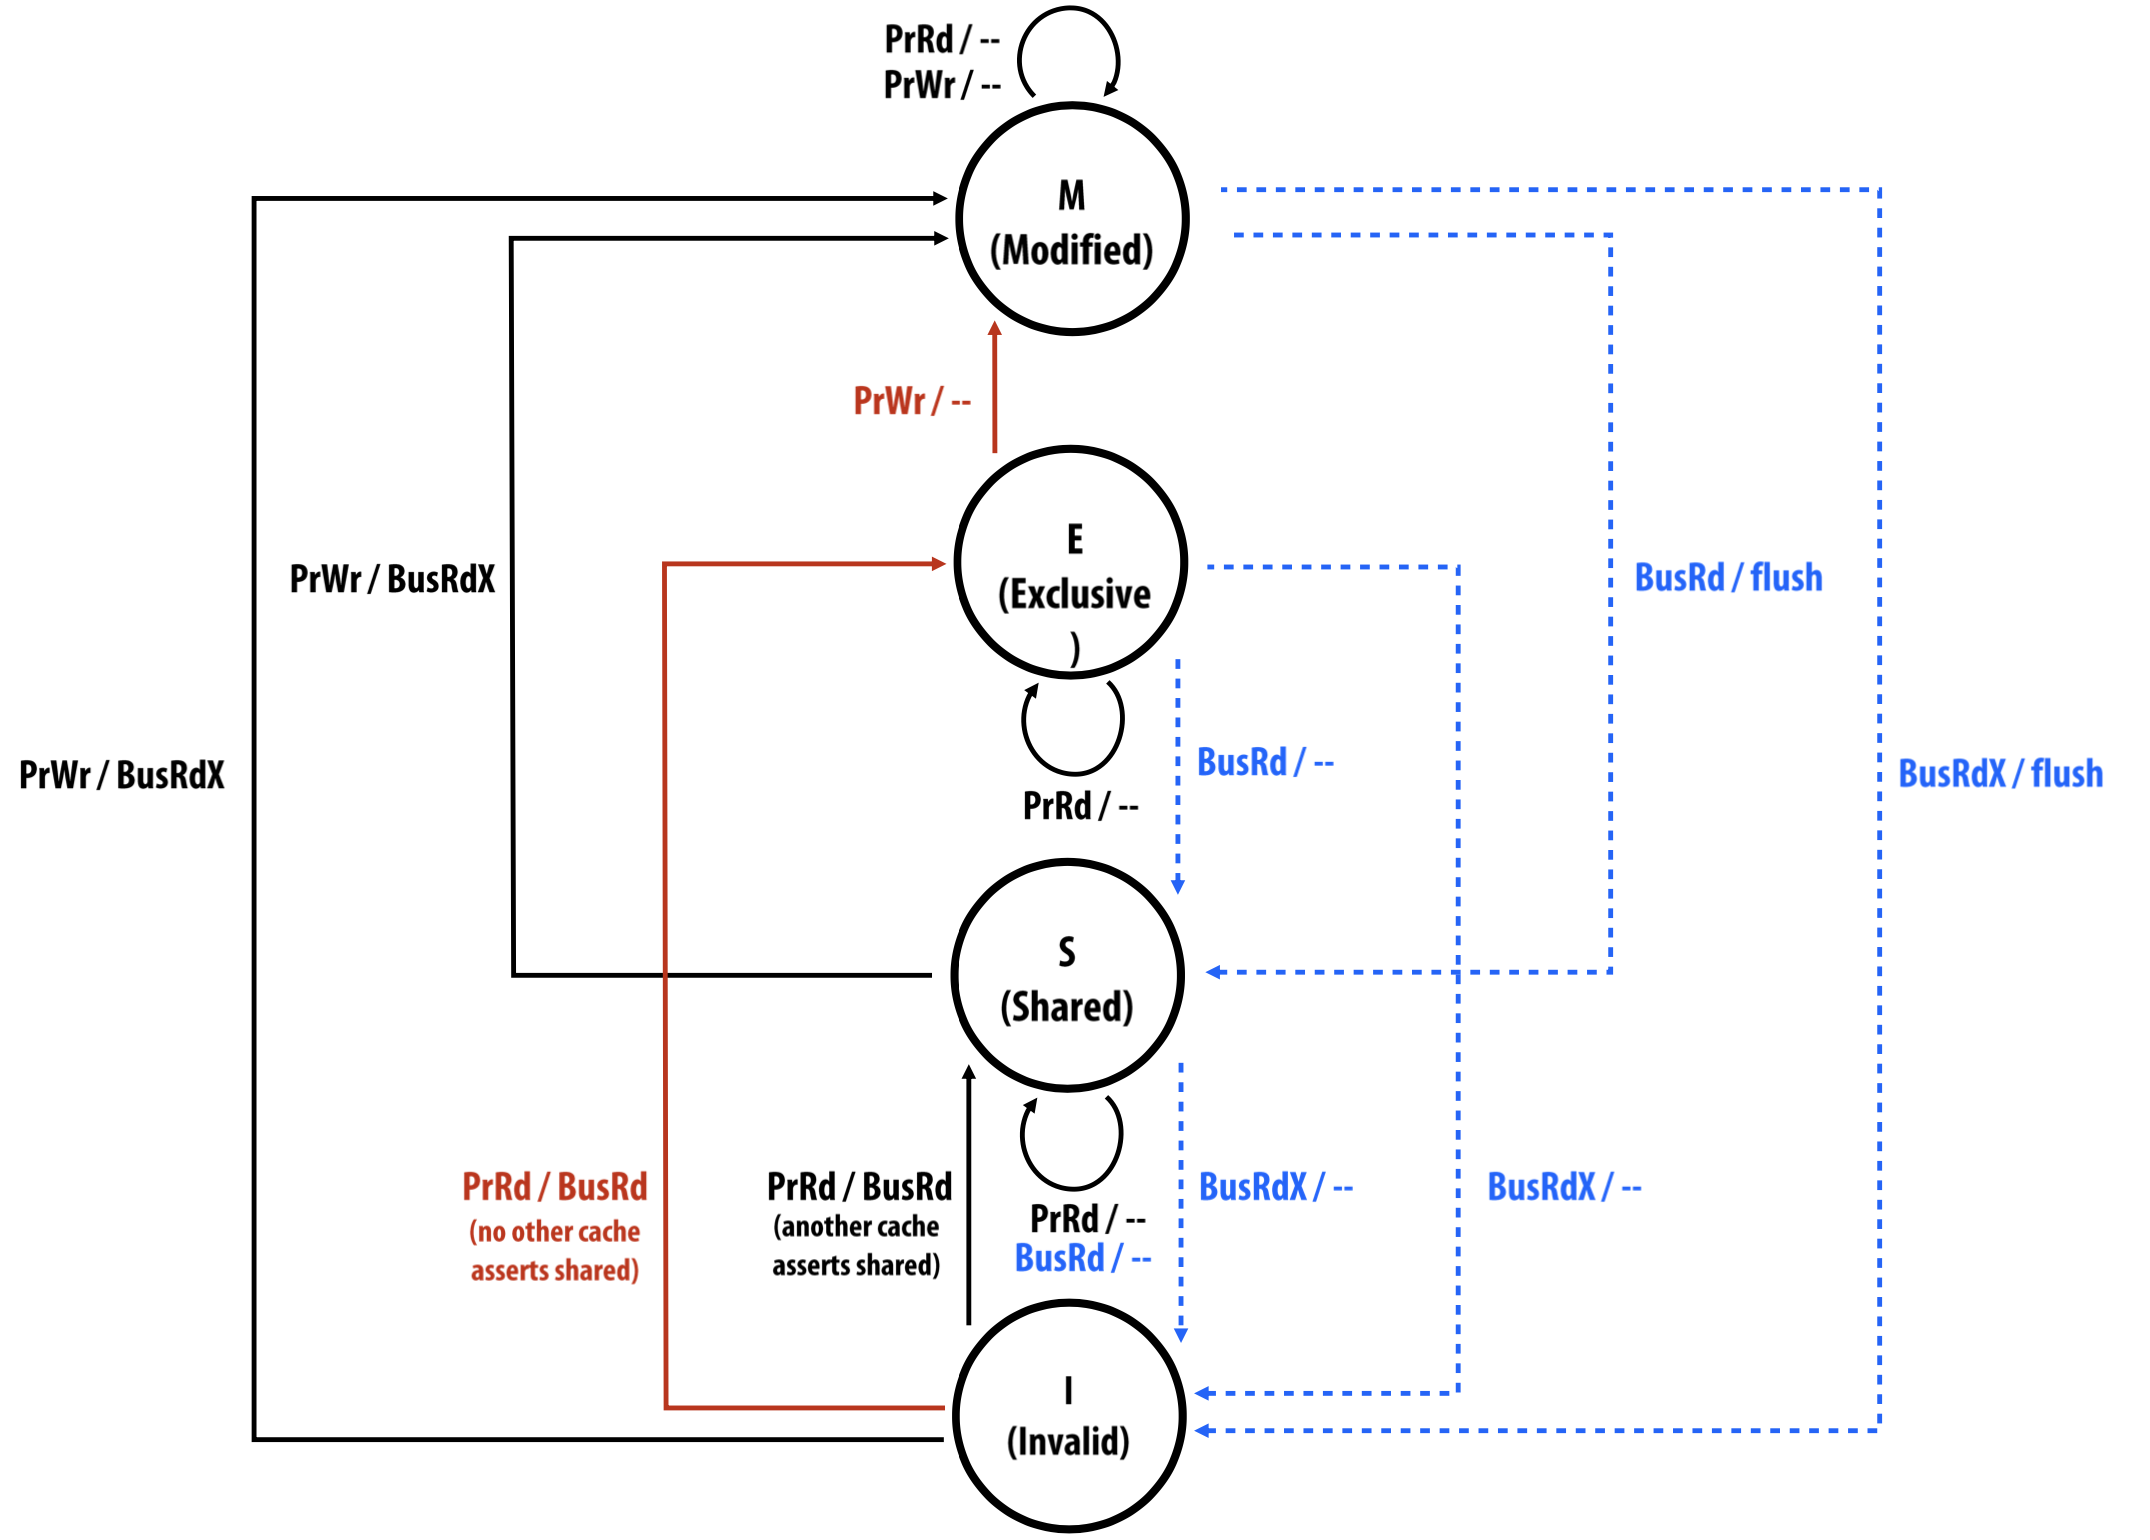 PrRd / --
PrWr / --
M
(Modified)
PrWr / --
E
(Exclusive
)
PrWr / BusRdX
BusRd / flush
PrWr / BusRdX
BusRd / --
BusRdX / flush
PrRd / --
S
(Shared)
PrRd / BusRd
(no other cache
asserts shared)
PrRd / BusRd
(another cache
asserts shared)
PrRd / --
BusRd / --
BusRdX / --
BusRdX / --
I
(Invalid)